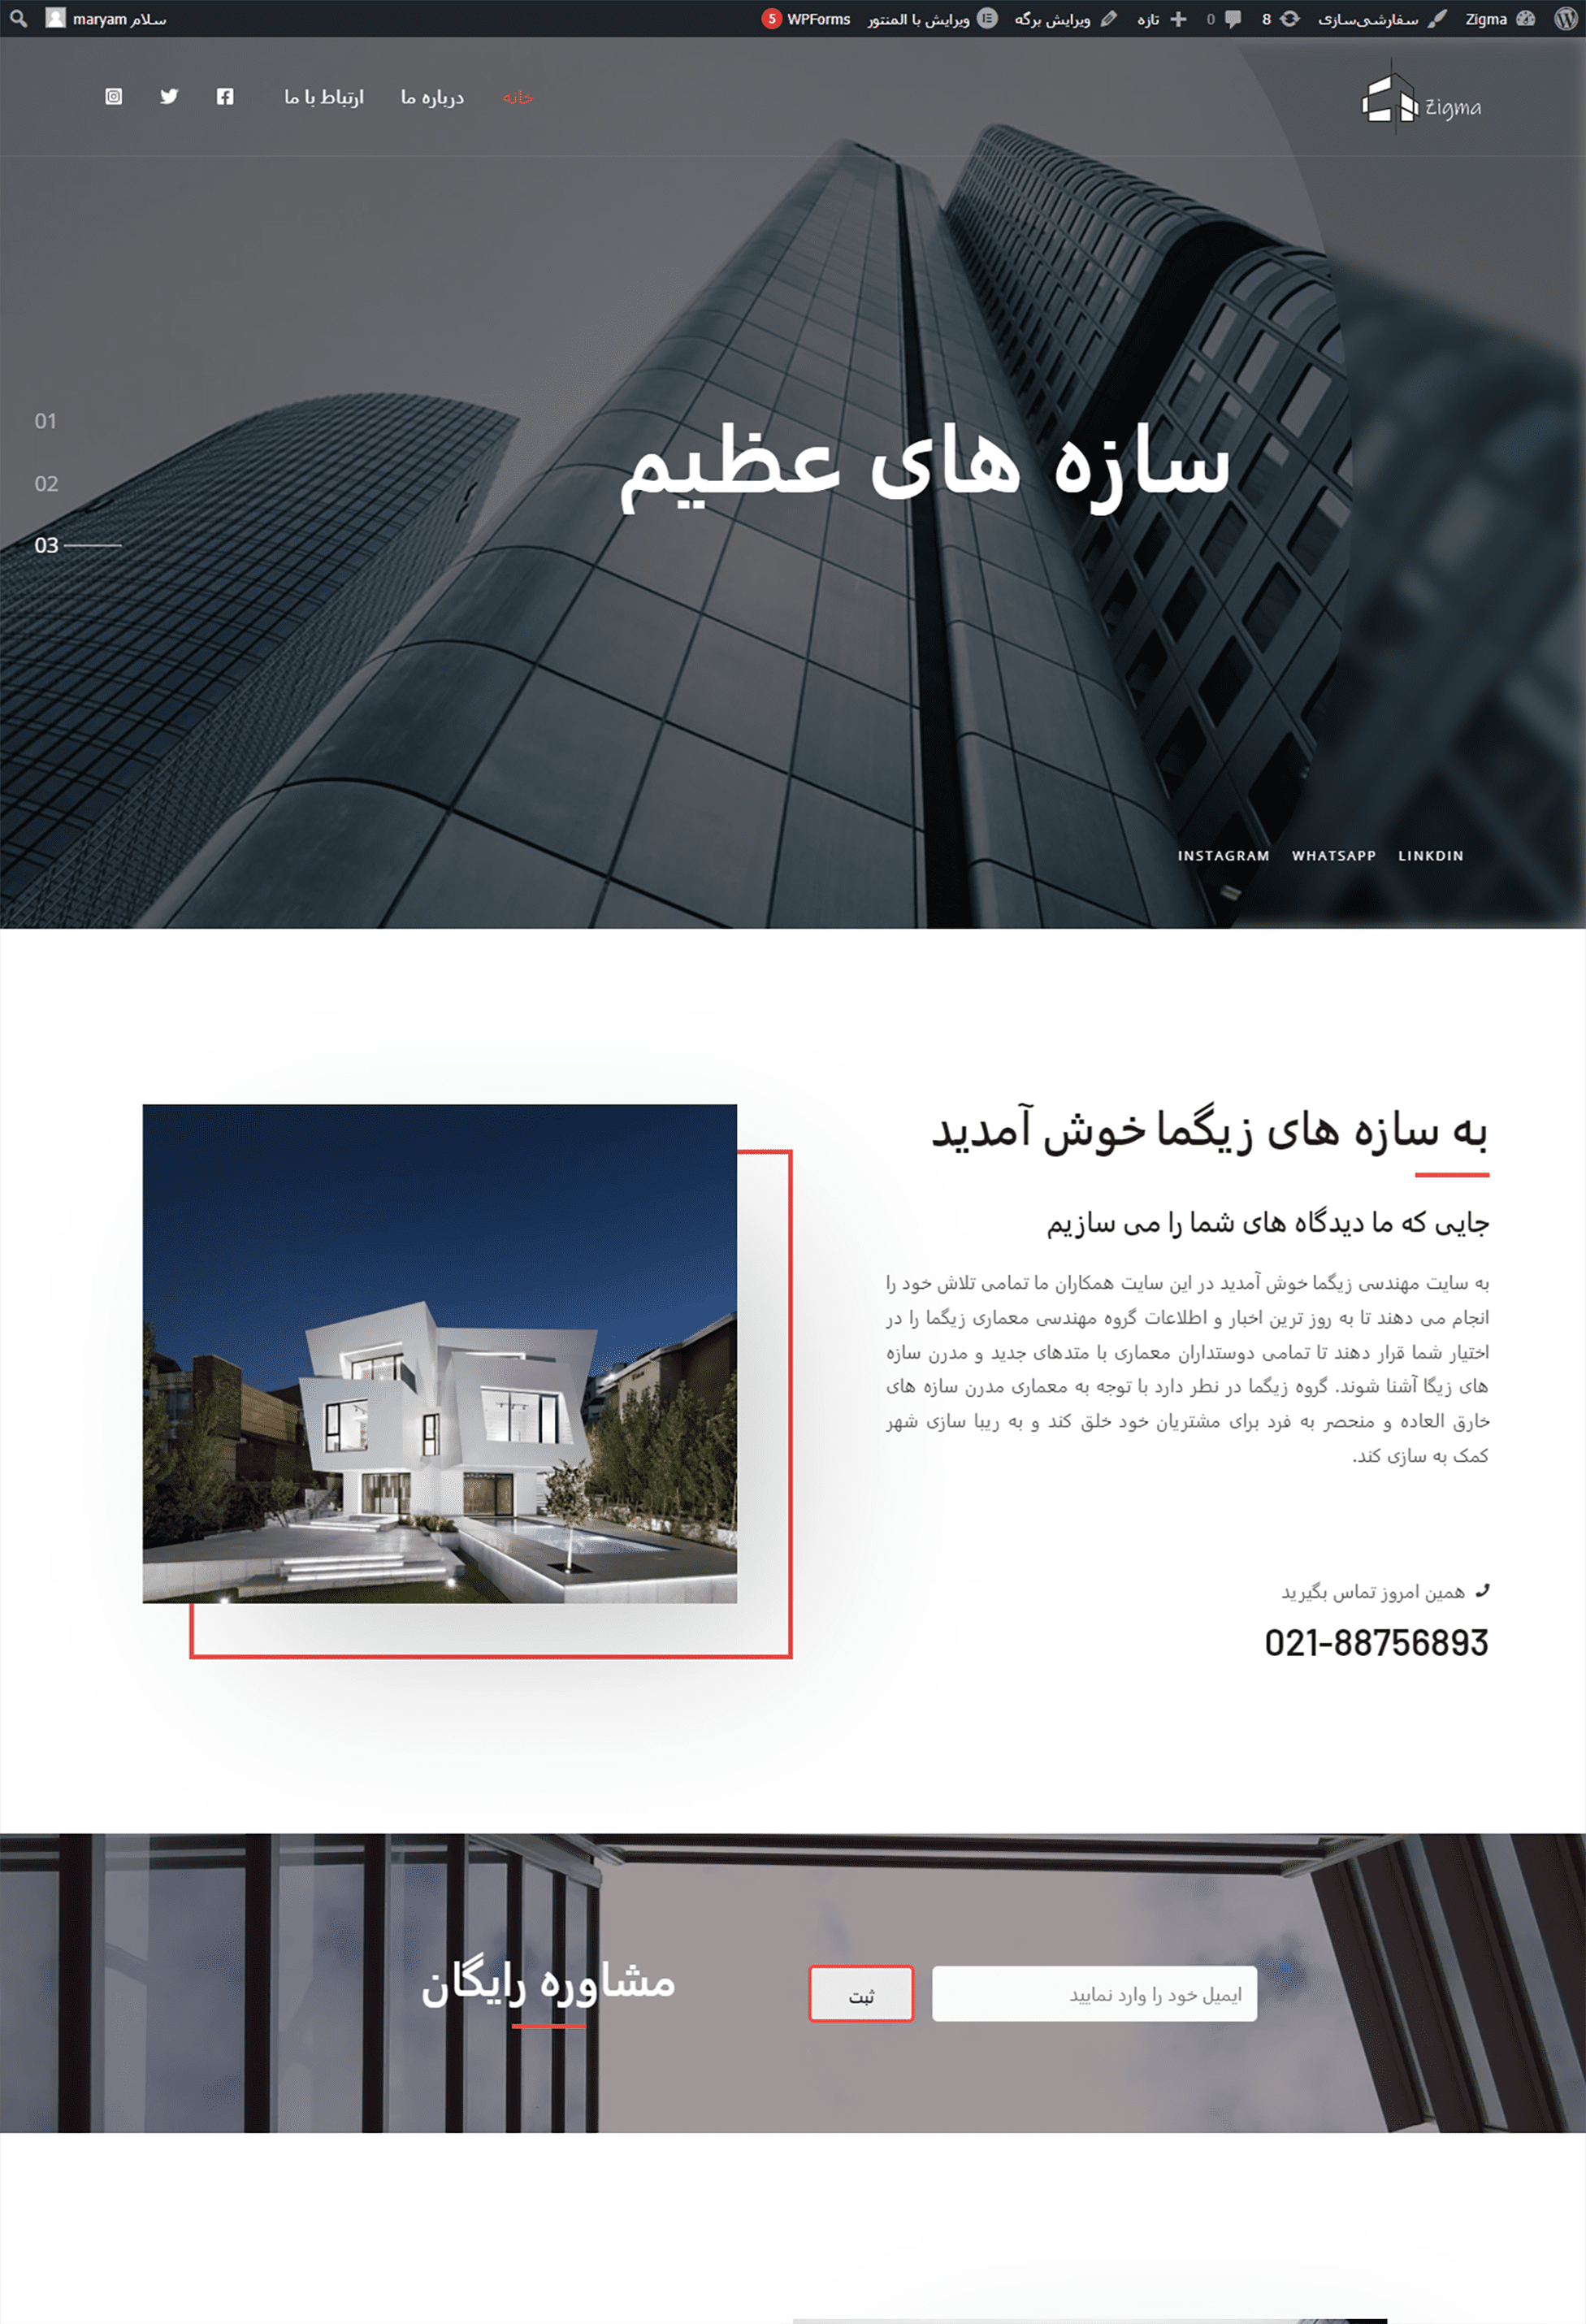 Zigma
سفارشی‌سازی
8
0
تازه
ویرایش برگه
ویرایش با المنتور
WPForms 5
سلام maryam
Zigma
خانه
درباره ما
ارتباط با ما
01
02
03
سازه های عظیم
INSTAGRAM WHATSAPP LINKDIN
به سازه های زیگما خوش آمدید
جایی که ما دیدگاه های شما را می سازیم
به سایت مهندسی زیگما خوش آمدید در این سایت همکاران ما تمامی تلاش خود را
انجام می دهند تا به روز ترین اخبار و اطلاعات گروه مهندسی معماری زیگما را در
اختیار شما قرار دهند تا تمامی دوستداران معماری با متدهای جدید و مدرن سازه
های زیگا آشنا شوند. گروه زیگما در نظر دارد با توجه به معماری مدرن سازه های
خارق العاده و منحصر به فرد برای مشتریان خود خلق کند و به ریبا سازی شهر
کمک به سازی کند.
همین امروز تماس بگیرید
021-88756893
ایمیل خود را وارد نمایید
ثبت
مشاوره رایگان